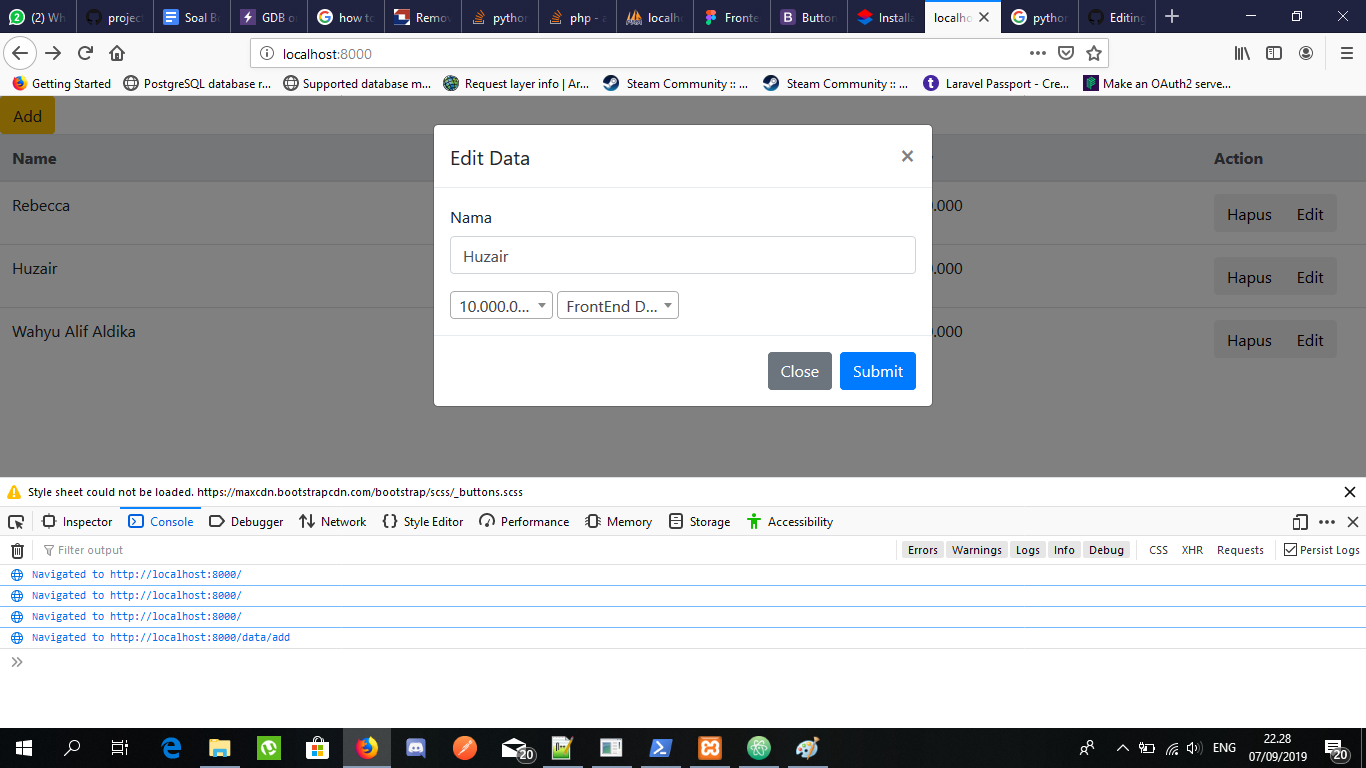 (2) Wh
project
Soal B
GDB o
how to
Remov
python
php - a
localho
Fronte
Button
Installa
localho
python
Editing
localhost:8000
Getting Started
PostgreSQL database r...
Supported database m...
Request layer info | Ar...
Steam Community :: ...
Steam Community :: ...
Laravel Passport - Cre...
Make an OAuth2 serve...
Add
Name
Action
Rebecca
.000
Hapus
Edit
Huzair
.000
Hapus
Edit
Wahyu Alif Aldika
.000
Hapus
Edit
Edit Data
×
Nama
Huzair
10.000.0...
FrontEnd D...
Close
Submit
Style sheet could not be loaded. https://maxcdn.bootstrapcdn.com/bootstrap/scss/_buttons.scss
Inspector
Console
Debugger
Network
Style Editor
Performance
Memory
Storage
Accessibility
Filter output
Errors
Warnings
Logs
Info
Debug
CSS
XHR
Requests
Persist Logs
Navigated to http://localhost:8000/
Navigated to http://localhost:8000/
Navigated to http://localhost:8000/
Navigated to http://localhost:8000/data/add
20
ENG
22.28
07/09/2019
20